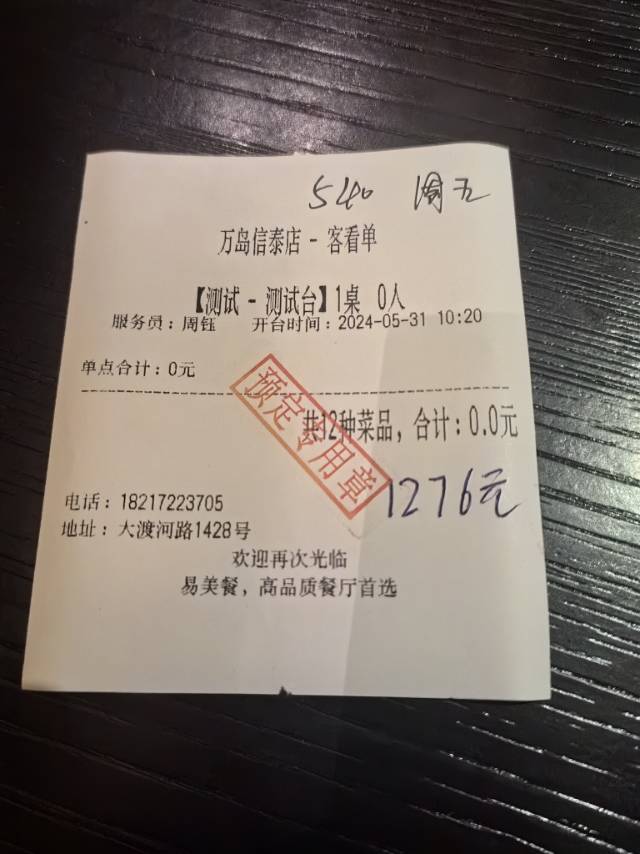 540 周五
万岛信泰店 - 客看单
【测试 - 测试台】1桌 0人
服务员：周钰 开台时间：2024-05-31 10:20
单点合计：0元
预定专用章
共12种菜品，合计：0.0元
1276元
电话：18217223705
地址：大渡河路1428号
欢迎再次光临
易美餐，高品质餐厅首选